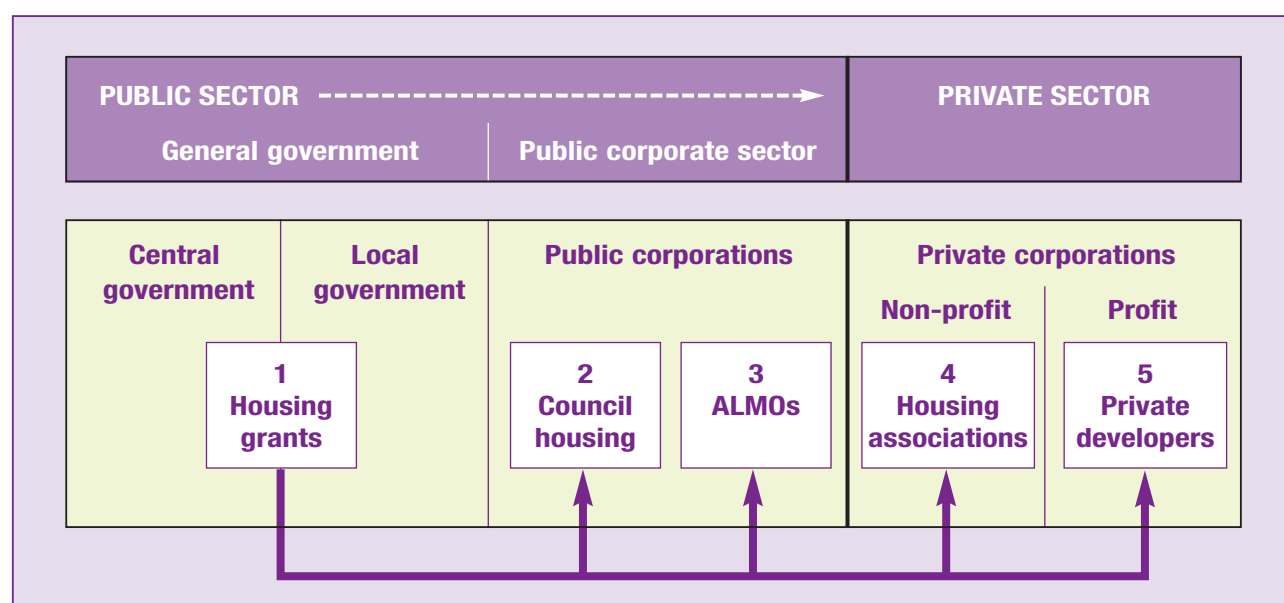 PUBLIC SECTOR
PRIVATE SECTOR
General government
Public corporate sector
Central
government
Local
government
Public corporations
Private corporations
Non-profit
Profit
1
Housing
grants
2
Council
housing
3
ALMOs
4
Housing
associations
5
Private
developers